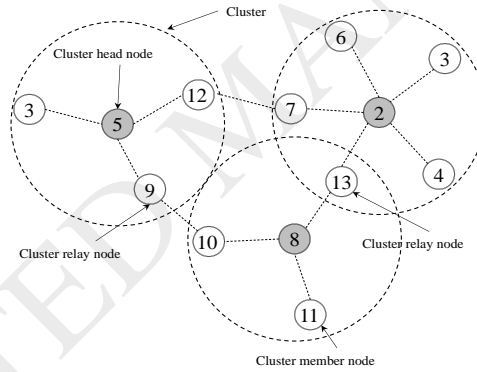 Cluster
Cluster head node
6
3
12
3
7
2
5
4
13
9
Cluster relay node
10
8
Cluster relay node
11
Cluster member node